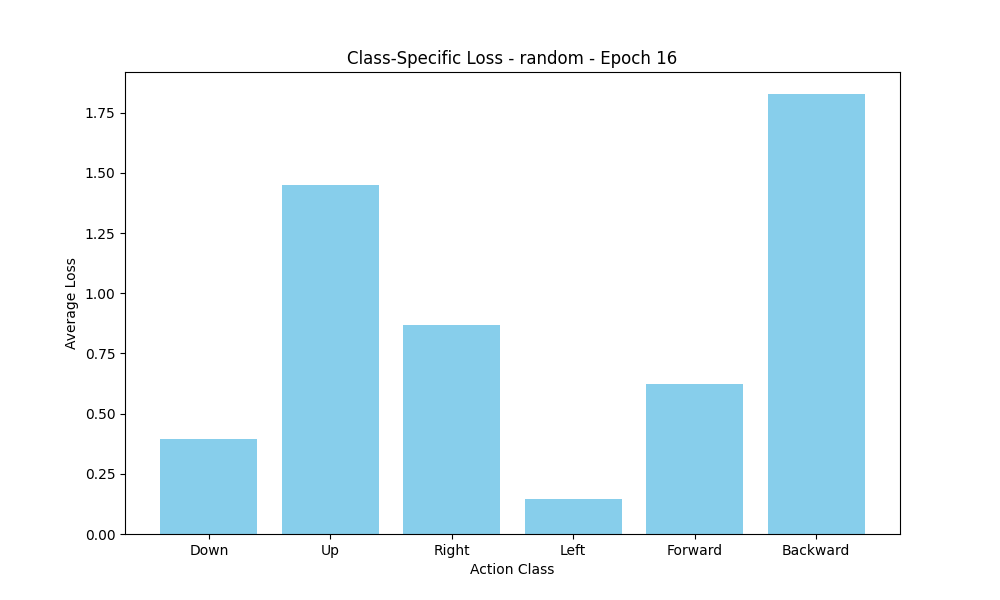 Class-Specific Loss - random - Epoch 16
Average Loss
1.75
1.50
1.25
1.00
0.75
0.50
0.25
0.00
Down Up Right Left Forward Backward
Action Class